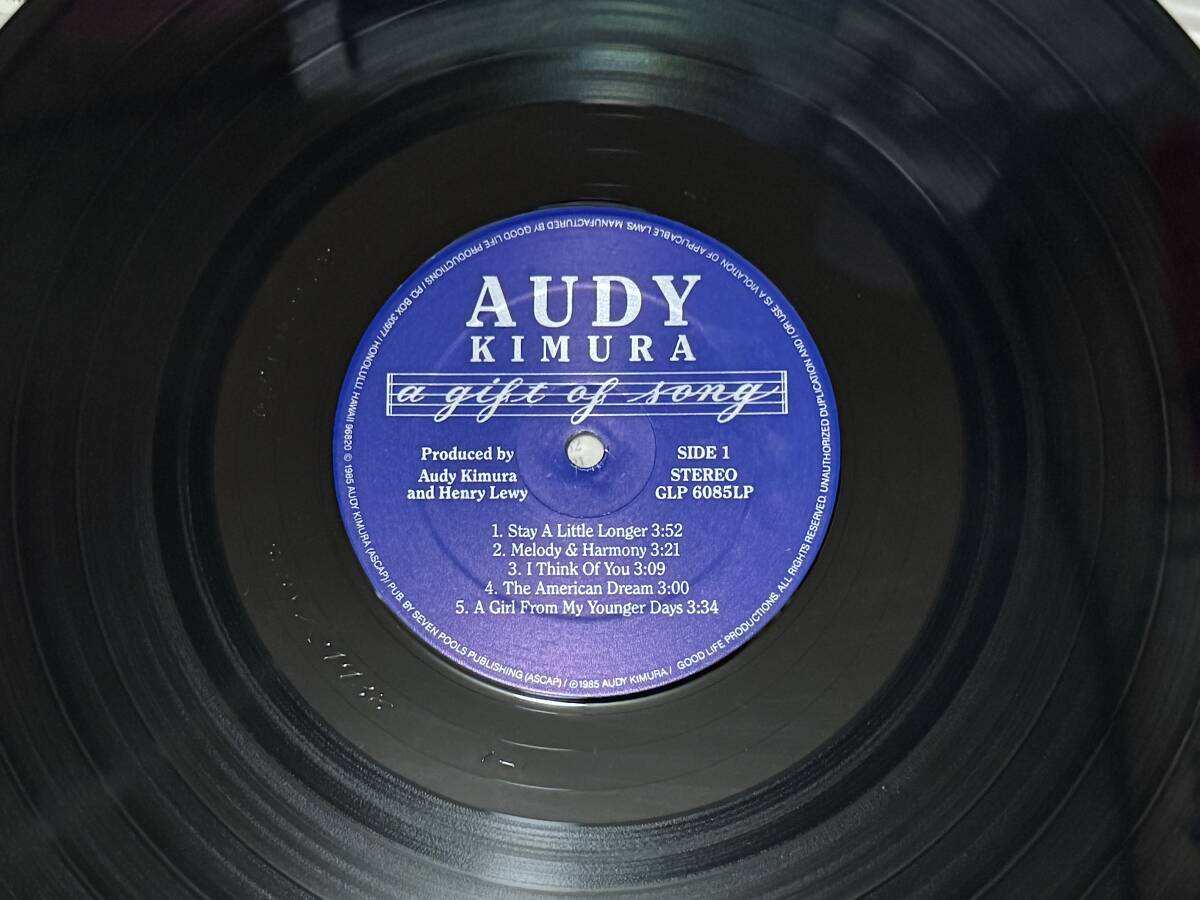 AUDY
KIMURA
a gift of song
Produced by
Audy Kimura
and Henry Lewy
SIDE 1
STEREO
GLP 6085LP
1. Stay A Little Longer 3:52
2. Melody & Harmony 3:21
3. I Think Of You 3:09
4. The American Dream 3:00
5. A Girl From My Younger Days 3:34
© 1985 AUDY KIMURA (ASCAP) / PUB. BY SEVEN POOLS PUBLISHING (ASCAP) / ℗ 1985 AUDY KIMURA / GOOD LIFE PRODUCTIONS. ALL RIGHTS RESERVED. UNAUTHORIZED DUPLICATION AND / OR USE IS A VIOLATION OF APPLICABLE LAWS. MANUFACTURED BY GOOD LIFE PRODUCTIONS / P.O. BOX 30977 / HONOLULU, HAWAII 96820